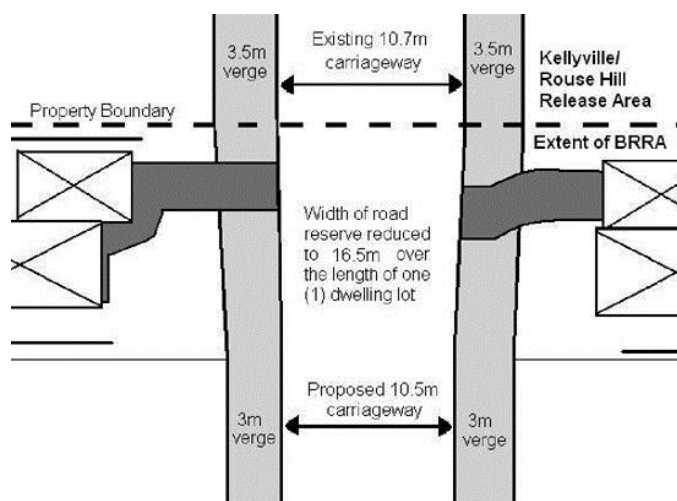 3.5m
verge
Existing 10.7m
carriageway
3.5m
verge
Kellyville/
Rouse Hill
Release Area
Property Boundary
Extent of BRRA
Width of road
reserve reduced
to 16.5m over
the length of one
(1) dwelling lot
Proposed 10.5m
carriageway
3m
verge
3m
verge